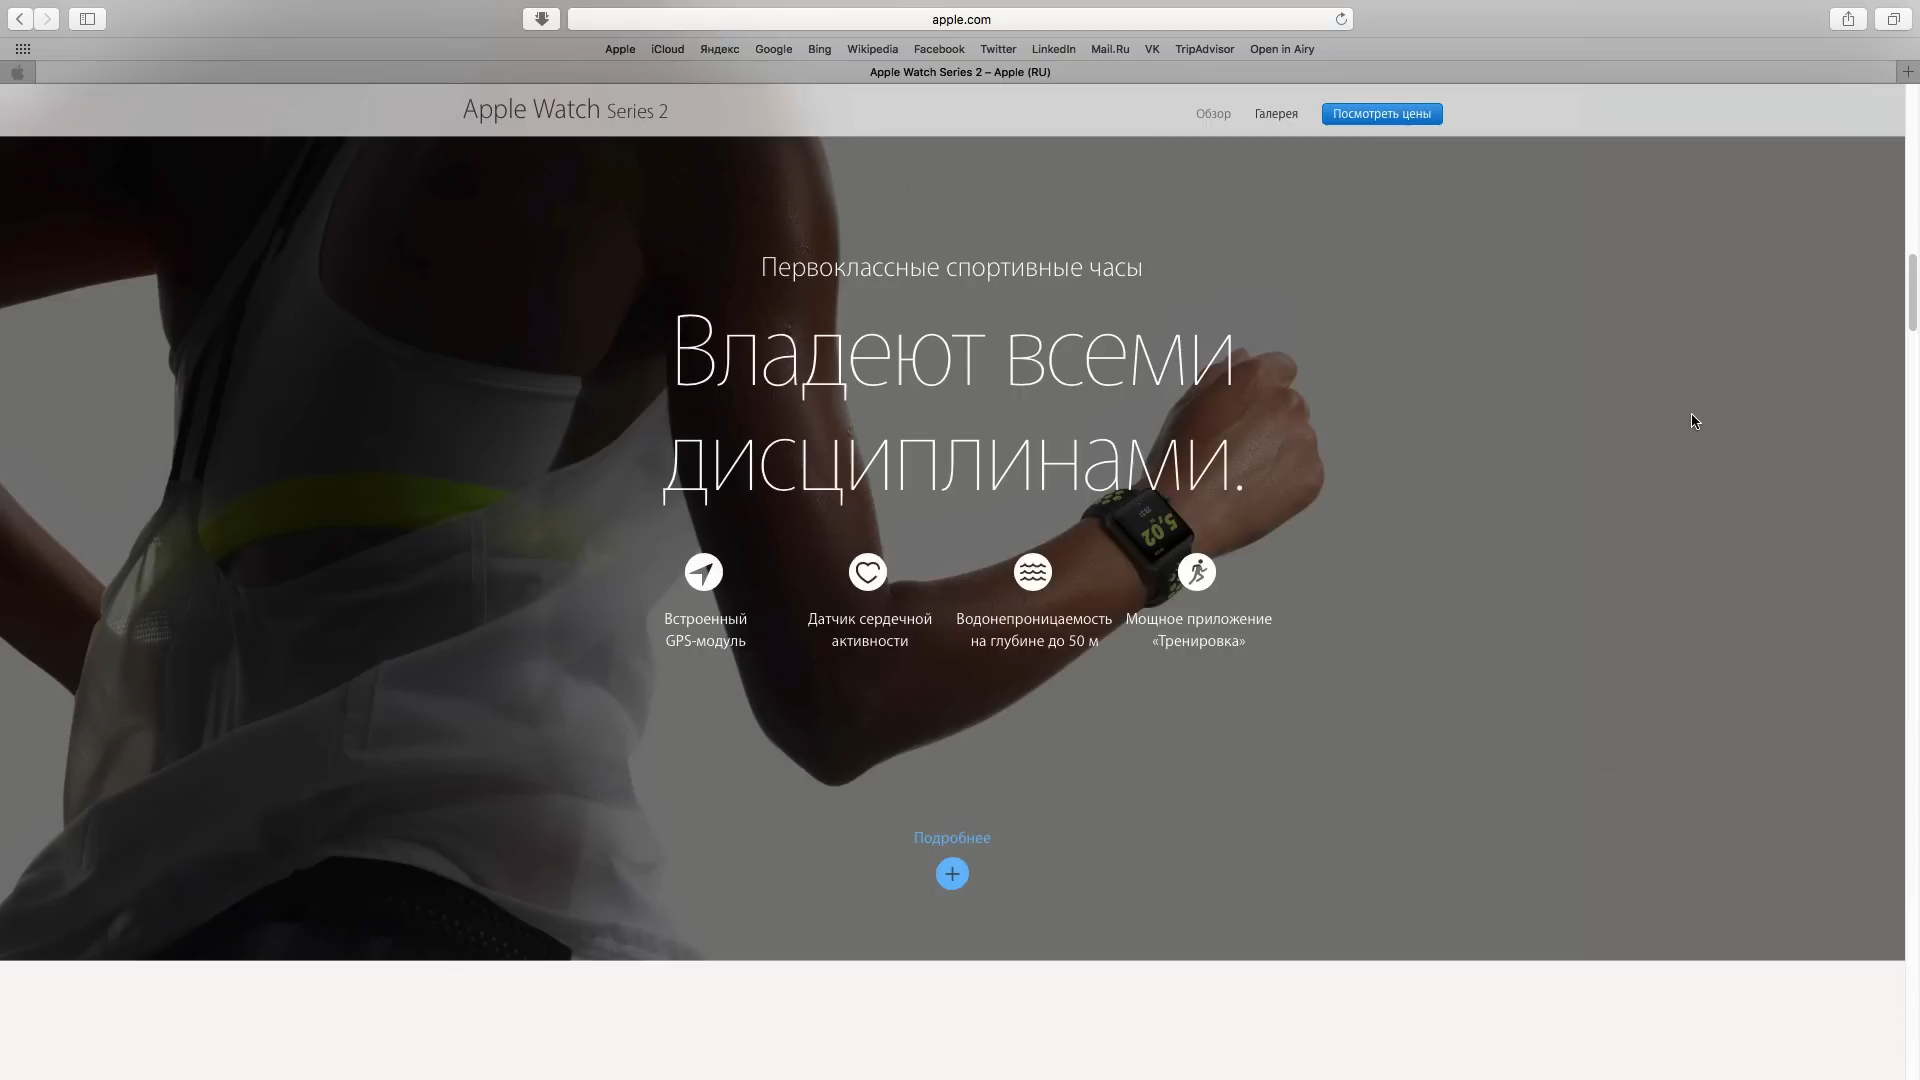 apple.com
Apple iCloud Яндекс Google Bing Wikipedia Facebook Twitter LinkedIn Mail.Ru VK TripAdvisor Open in Airy
Apple Watch Series 2 – Apple (RU)
Apple Watch Series 2
Обзор Галерея Посмотреть цены
Первоклассные спортивные часы
Владеют всеми
дисциплинами.
5,02
Встроенный
GPS-модуль
Датчик сердечной
активности
Водонепроницаемость
на глубине до 50 м
Мощное приложение
«Тренировка»
Подробнее